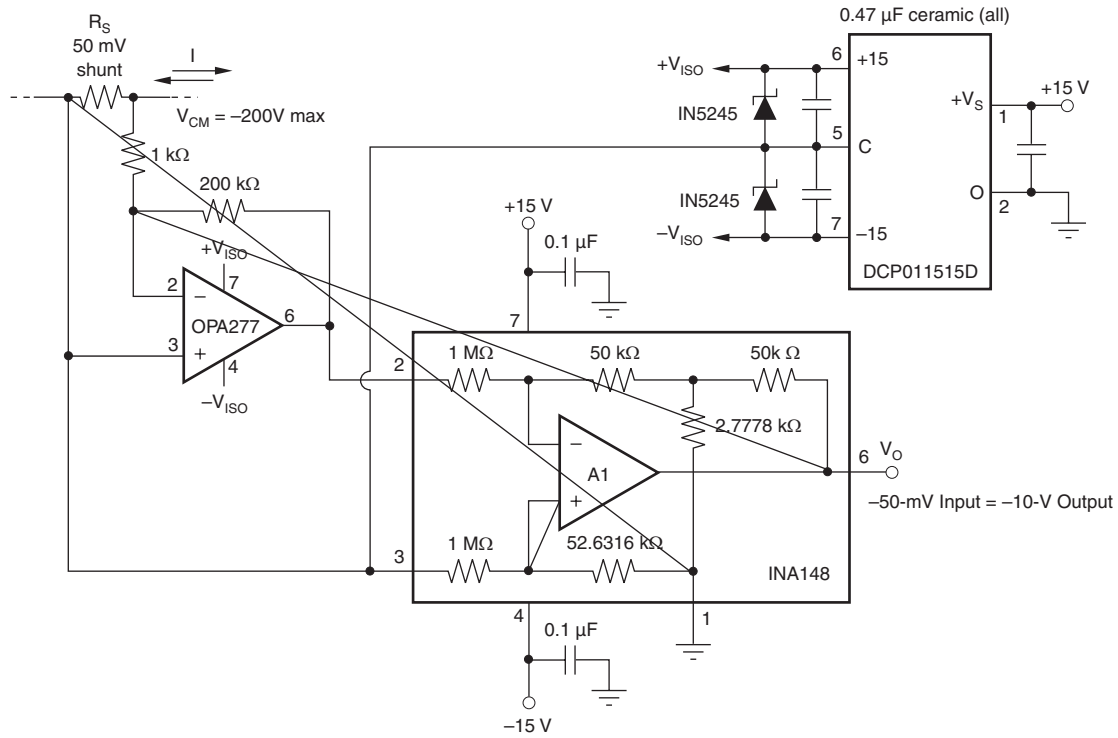 0.47 µF ceramic (all)
R_S
50 mV
shunt
I
V_CM = –200V max
1 kΩ
200 kΩ
+V_ISO
IN5245
IN5245
–V_ISO
6
+15
5
C
7
–15
+V_S
1
+15 V
O
2
DCP011515D
+V_ISO
7
2
–
OPA277
6
3
+
4
–V_ISO
+15 V
0.1 µF
7
2
1 MΩ
50 kΩ
50k Ω
2.7778 kΩ
–
A1
+
6
V_O
–50-mV Input = –10-V Output
3
1 MΩ
52.6316 kΩ
INA148
4
1
0.1 µF
–15 V